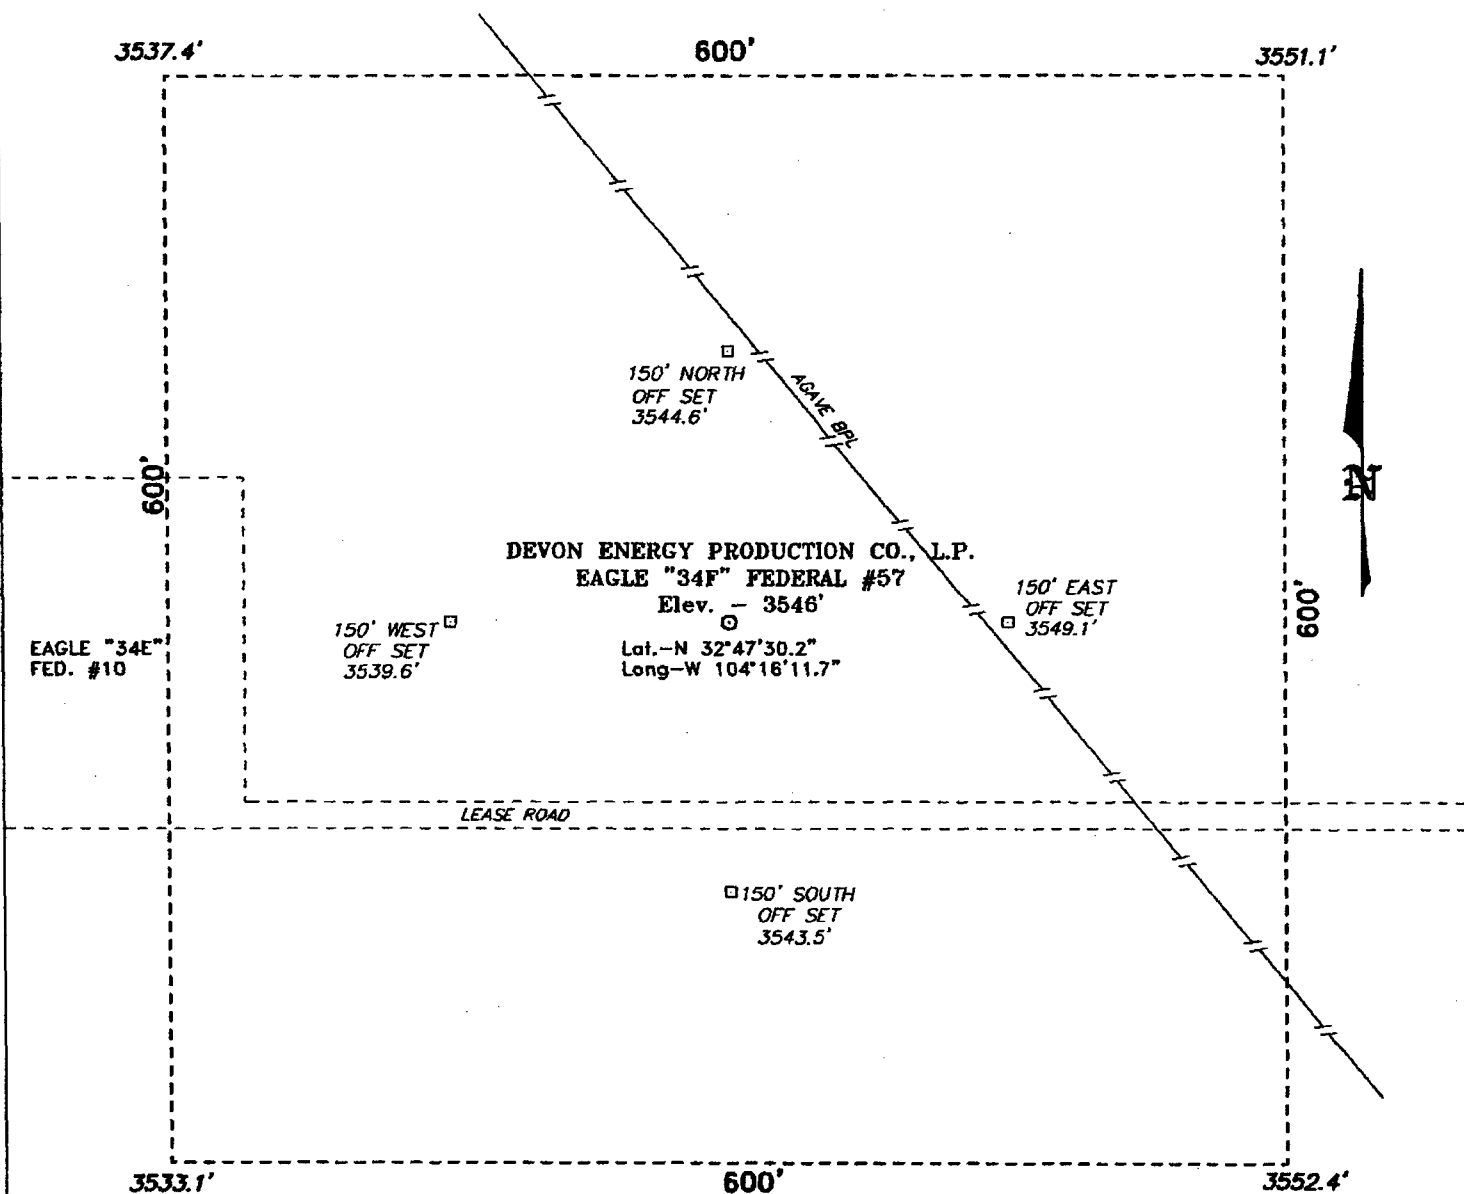 3537.4'
600'
3551.1'
150' NORTH
OFF SET
3544.6'
AGAVE BPL
600'
N
DEVON ENERGY PRODUCTION CO., L.P.
EAGLE "34F" FEDERAL #57
Elev. - 3546'
Lat.-N 32°47'30.2"
Long-W 104°16'11.7"
150' EAST
OFF SET
3549.1'
600'
150' WEST
OFF SET
3539.6'
EAGLE "34E"
FED. #10
LEASE ROAD
150' SOUTH
OFF SET
3543.5'
3533.1'
600'
3552.4'